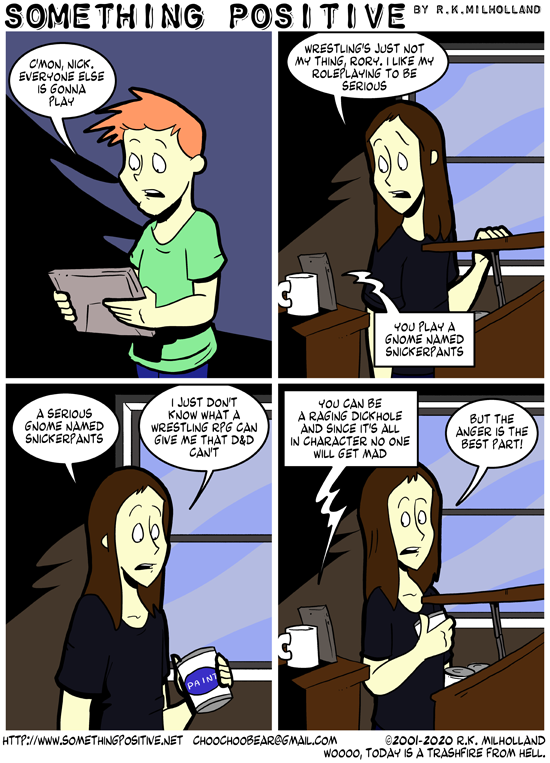 SOMETHING POSITIVE BY R.K.MILHOLLAND
C'MON, NICK.
EVERYONE ELSE
IS GONNA
PLAY
WRESTLING'S JUST NOT
MY THING, RORY. I LIKE MY
ROLEPLAYING TO BE
SERIOUS
YOU PLAY A
GNOME NAMED
SNICKERPANTS
A SERIOUS
GNOME NAMED
SNICKERPANTS
I JUST DON'T
KNOW WHAT A
WRESTLING RPG CAN
GIVE ME THAT D&D
CAN'T
PAINT
YOU CAN BE
A RAGING DICKHOLE
AND SINCE IT'S ALL
IN CHARACTER NO ONE
WILL GET MAD
BUT THE
ANGER IS THE
BEST PART!
HTTP://WWW.SOMETHINGPOSITIVE.NET CHOOCHOOBEAR@GMAIL.COM ©2001-2020 R.K. MILHOLLAND
WOOOO, TODAY IS A TRASHFIRE FROM HELL.